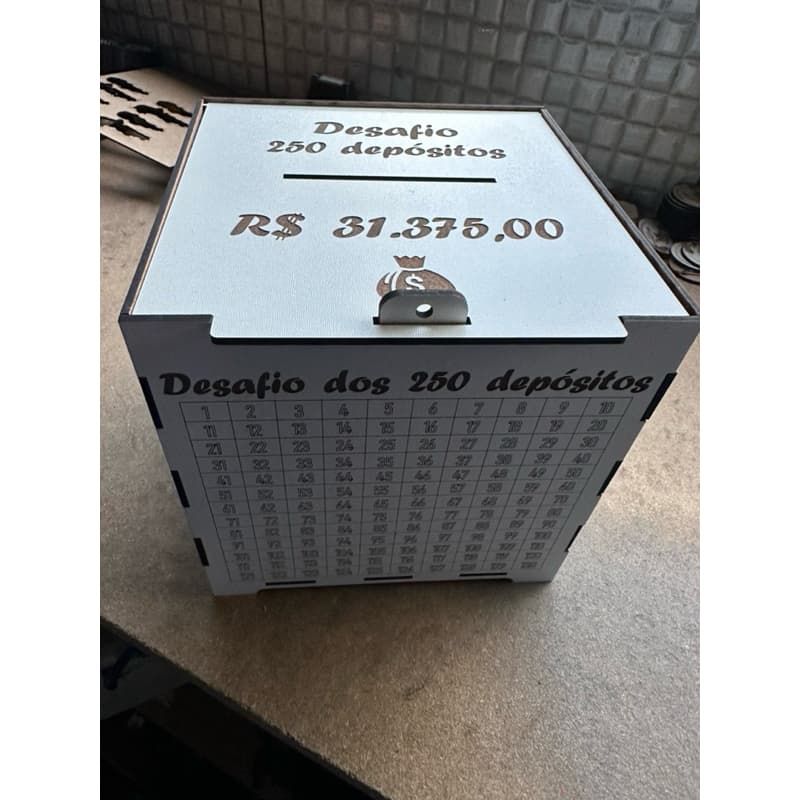 Desafio
250 depósitos
R$ 31.375,00
$
Desafio dos 250 depósitos
1 2 3 4 5 6 7 8 9 10
11 12 13 14 15 16 17 18 19 20
21 22 23 24 25 26 27 28 29 30
31 32 33 34 35 36 37 38 39 40
41 42 43 44 45 46 47 48 49 50
51 52 53 54 55 56 57 58 59 60
61 62 63 64 65 66 67 68 69 70
71 72 73 74 75 76 77 78 79 80